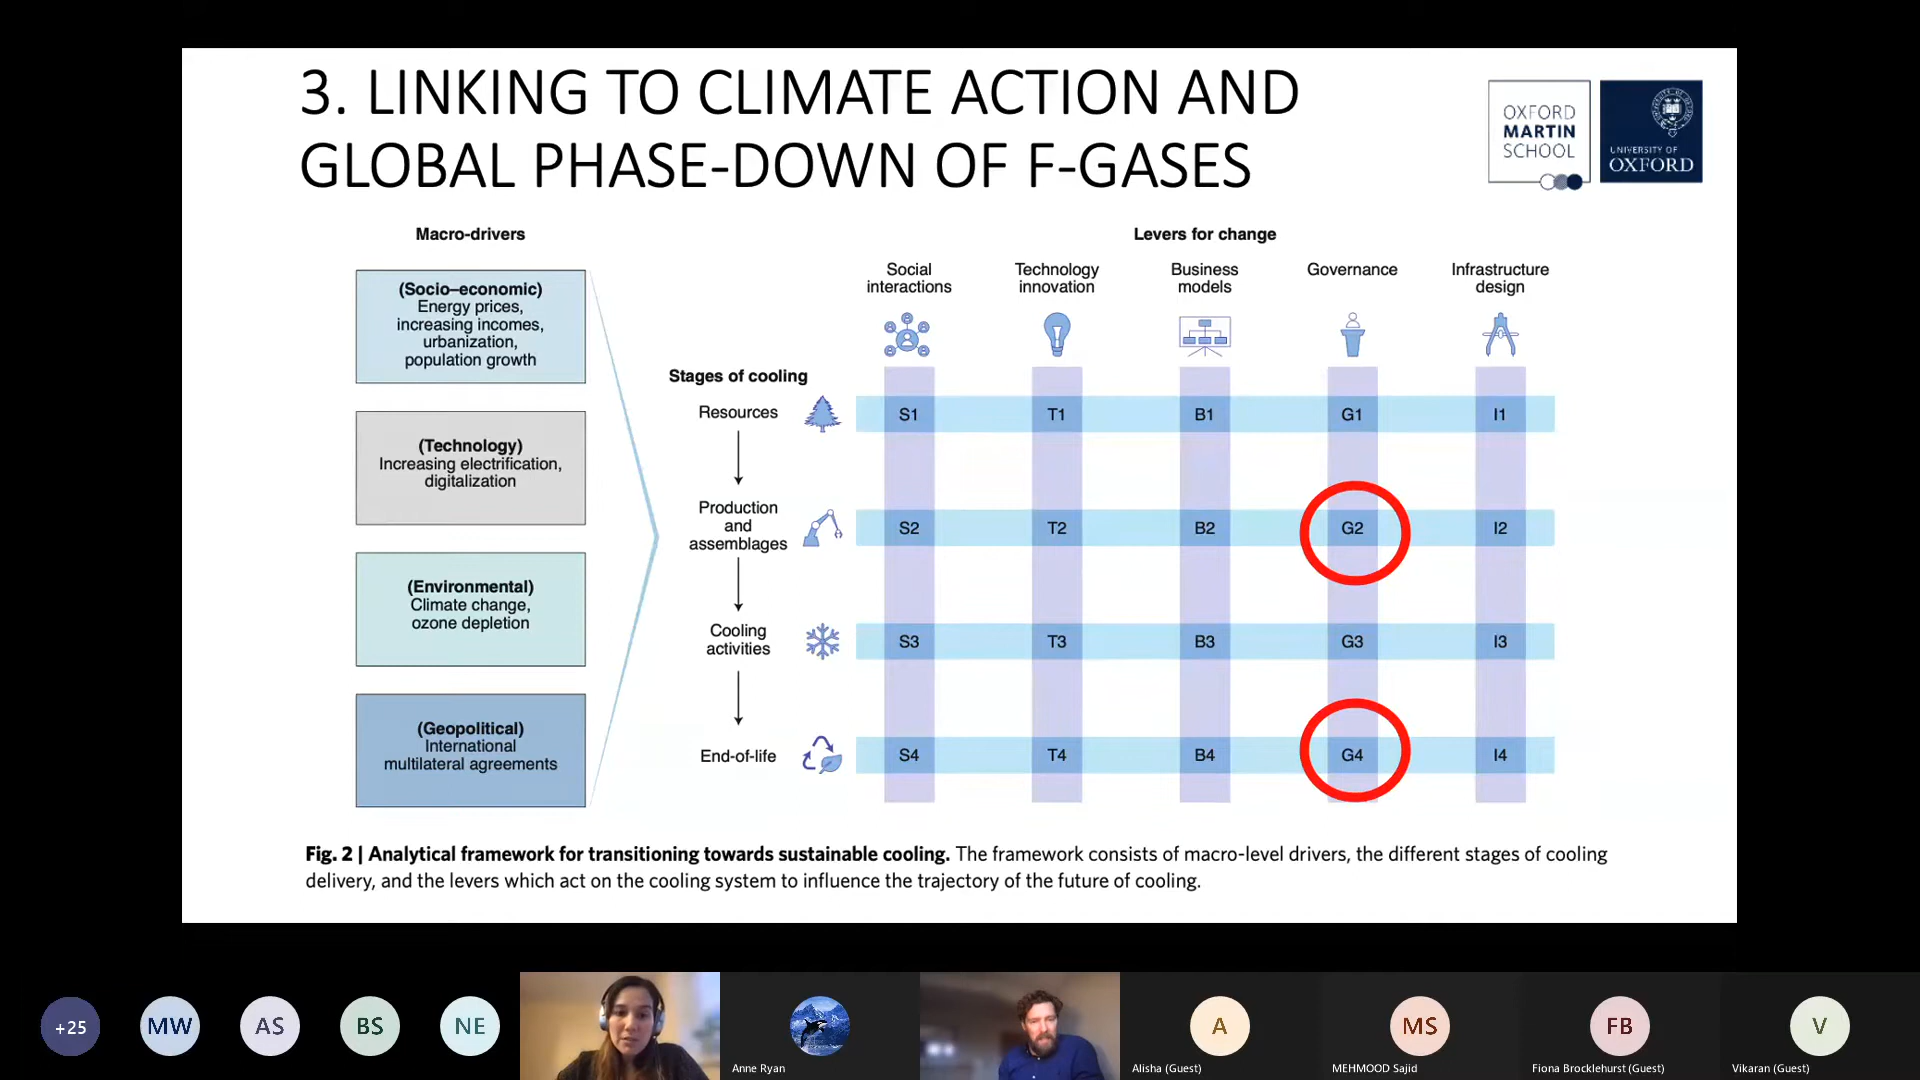 3. LINKING TO CLIMATE ACTION AND
GLOBAL PHASE-DOWN OF F-GASES
OXFORD
MARTIN
SCHOOL
UNIVERSITY OF
OXFORD
Macro-drivers
(Socio–economic)
Energy prices,
increasing incomes,
urbanization,
population growth
(Technology)
Increasing electrification,
digitalization
(Environmental)
Climate change,
ozone depletion
(Geopolitical)
International
multilateral agreements
Levers for change
Social
interactions
Technology
innovation
Business
models
Governance
Infrastructure
design
Stages of cooling
Resources
S1 T1 B1 G1 I1
Production
and
assemblages
S2 T2 B2 G2 I2
Cooling
activities
S3 T3 B3 G3 I3
End-of-life
S4 T4 B4 G4 I4
Fig. 2 | Analytical framework for transitioning towards sustainable cooling. The framework consists of macro-level drivers, the different stages of cooling
delivery, and the levers which act on the cooling system to influence the trajectory of the future of cooling.
+25
MW
AS
BS
NE
Anne Ryan
A
Alisha (Guest)
MS
MEHMOOD Sajid
FB
Fiona Brocklehurst (Guest)
V
Vikaran (Guest)